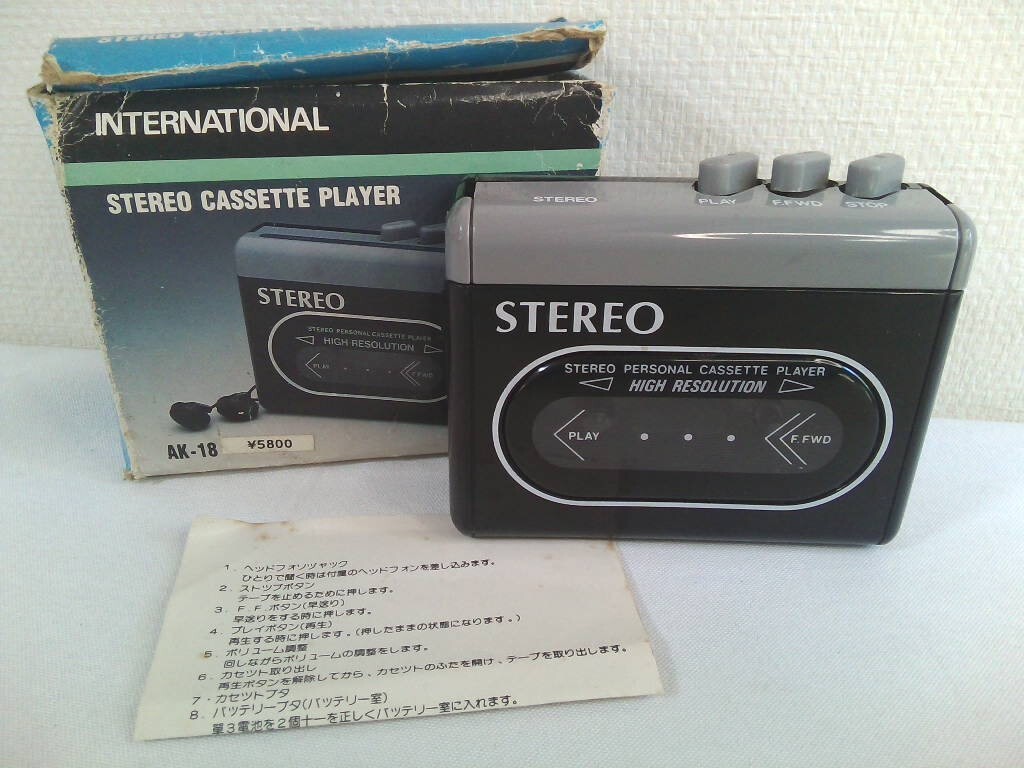 STEREO CASSETTE
INTERNATIONAL
STEREO CASSETTE PLAYER
STEREO
STEREO PERSONAL CASSETTE PLAYER
HIGH RESOLUTION
PLAY
F.FWD
AK-18
¥5800
STEREO
PLAY
F.FWD
STOP
STEREO
STEREO PERSONAL CASSETTE PLAYER
HIGH RESOLUTION
PLAY
F.FWD
1. ヘッドフォンジャック
ひとりで聞く時は付属のヘッドフォンを差し込みます。
2. ストップボタン
テープを止めるために押します。
3. F.F.ボタン(早送り)
早送りをする時に押します。
4. プレイボタン(再生)
再生する時に押します。(押したままの状態になります。)
5. ボリューム調整
回しながらボリュームの調整をします。
6. カセット取り出し
再生ボタンを解除してから、カセットのふたを開け、テープを取り出します。
7・カセットブタ
8. バッテリーブタ(バッテリー室)
単3電池を2個十一を正しくバッテリー室に入れます。